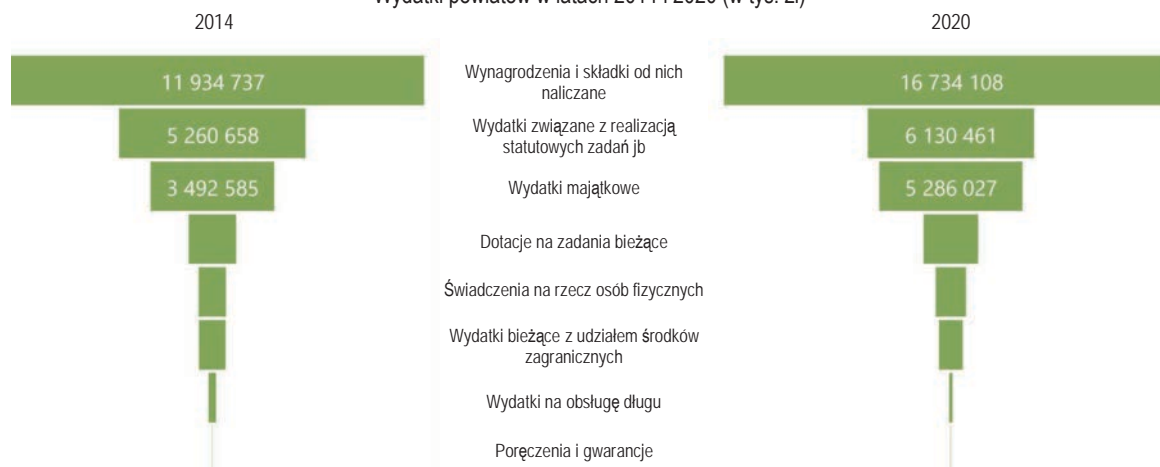 Wydatki powiatów w latach 2014 i 2020 (w tys. zł)
2014
2020
11 934 737
Wynagrodzenia i składki od nich
naliczane
16 734 108
5 260 658
Wydatki związane z realizacją
statutowych zadań jb
6 130 461
3 492 585
Wydatki majątkowe
5 286 027
Dotacje na zadania bieżące
Świadczenia na rzecz osób fizycznych
Wydatki bieżące z udziałem środków
zagranicznych
Wydatki na obsługę długu
Poręczenia i gwarancje